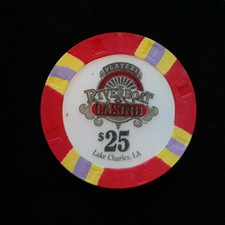 PLAYERS
RIVERBOAT
CASINO
$25
Lake Charles, LA